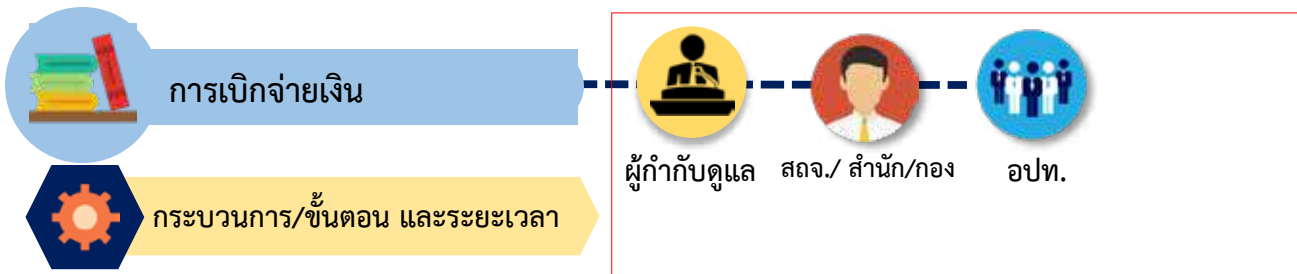 การเบิกจ่ายเงิน
ผู้กำกับดูแล
สถจ./ สำนัก/กอง
อปท.
กระบวนการ/ขั้นตอน และระยะเวลา